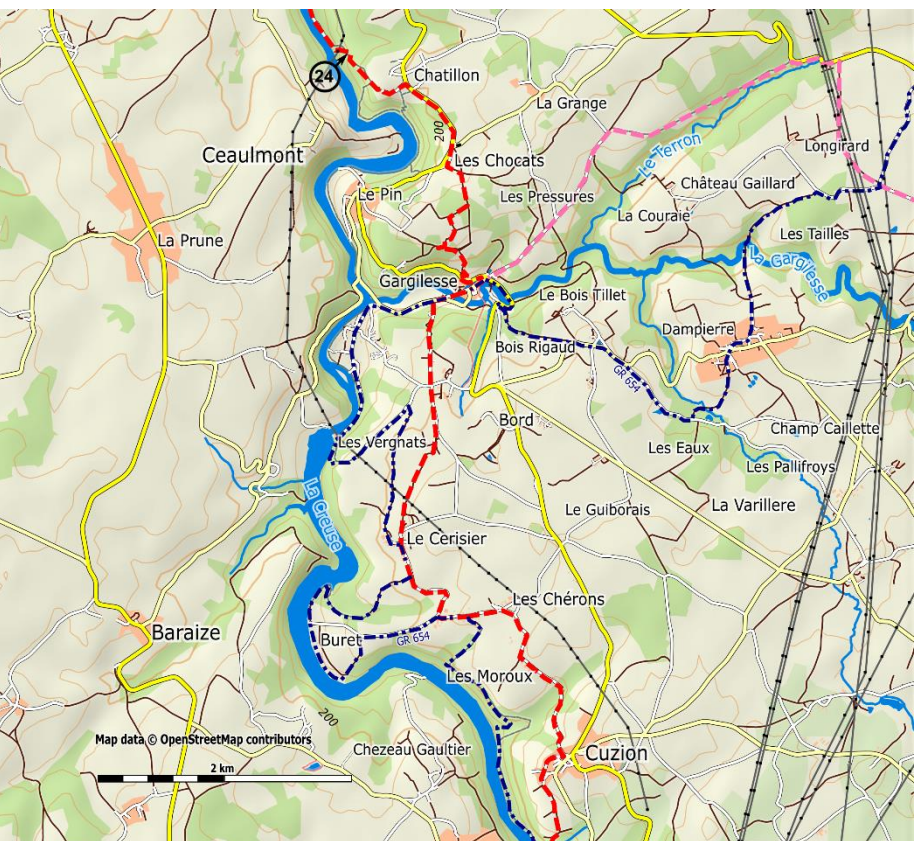 24
Chatillon
La Grange
200
Ceaulmont
Les Chocats
Le Terron
Longirard
Le Pin
Les Pressures
Château Gaillard
La Couraie
La Prune
Les Tailles
Gargilesse
La Gargilesse
Le Bois Tillet
Dampierre
Bois Rigaud
GR 654
Bord
Les Vergnats
Champ Caillette
Les Eaux
Les Pallifroys
La Creuse
Le Guiborais
La Varillere
Le Cerisier
Les Chérons
Baraize
Buret
GR 654
Les Moroux
200
Map data © OpenStreetMap contributors
Chezeau Gaultier
Cuzion
2 km